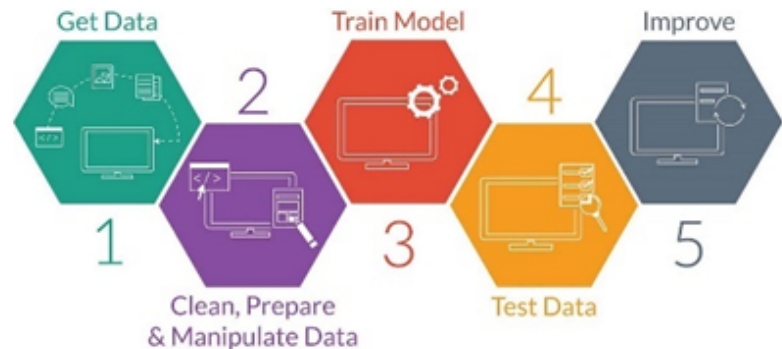 Get Data
1
2
Clean, Prepare
& Manipulate Data
Train Model
3
4
Test Data
Improve
5
</>
</>